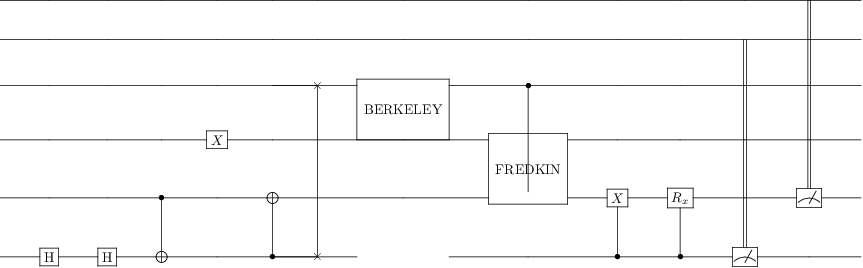 BERKELEY
X
FREDKIN
X
R_x
H
H